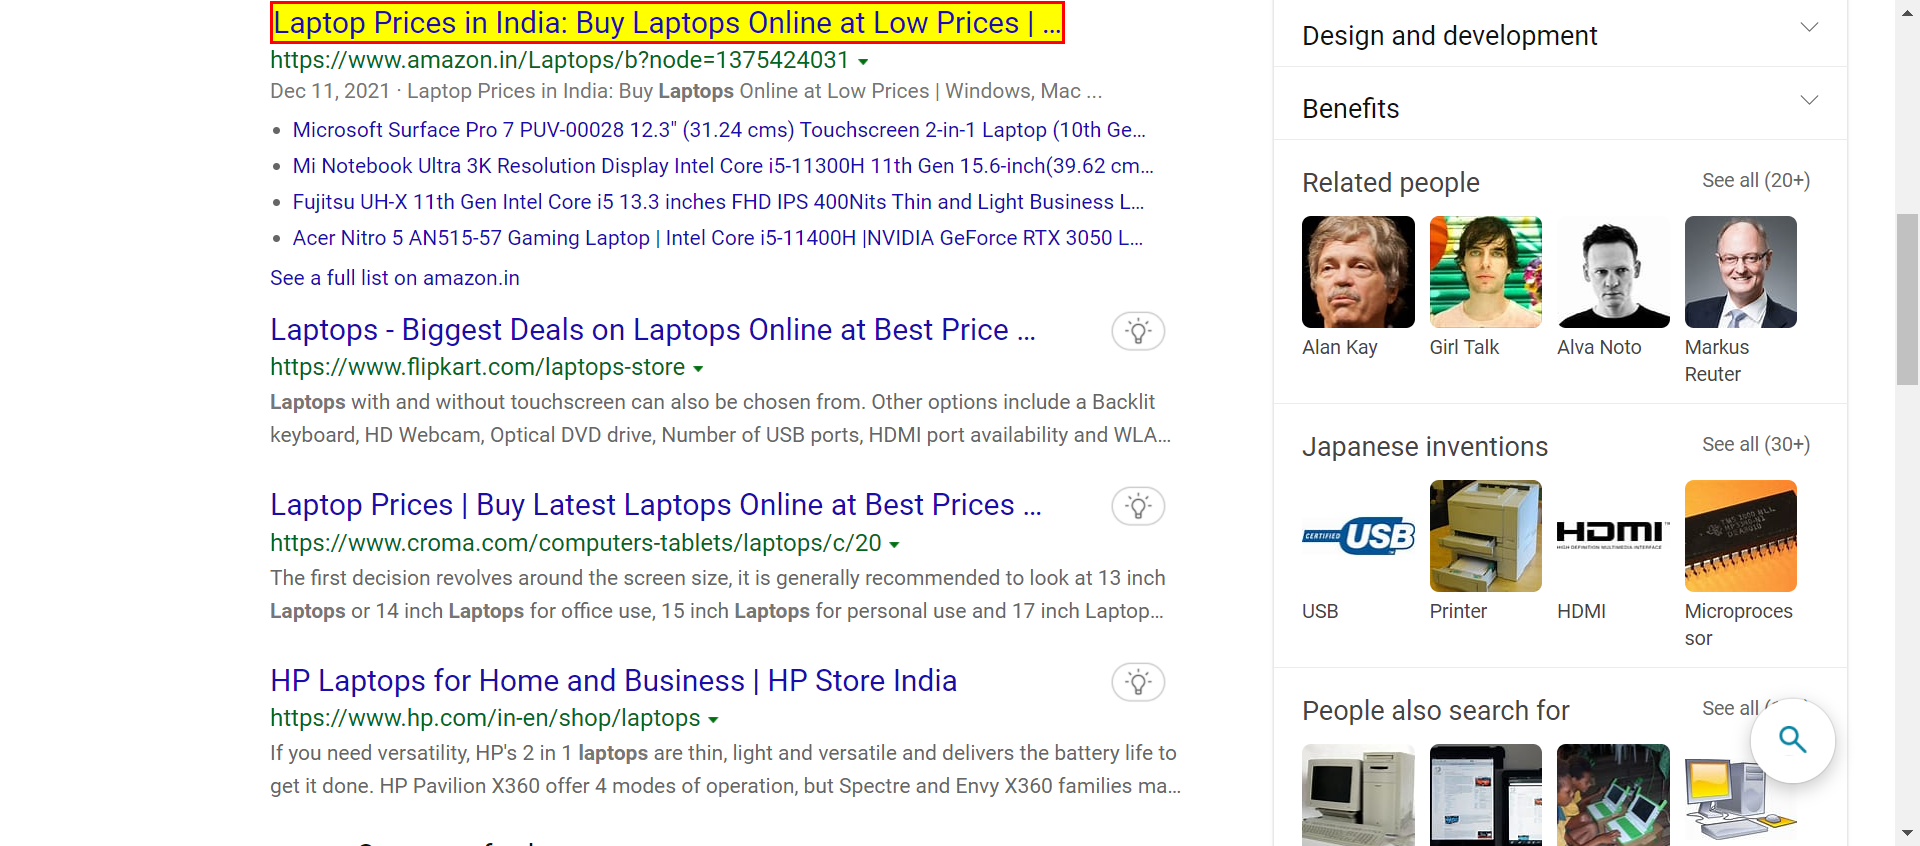 Laptop Prices in India: Buy Laptops Online at Low Prices | ...
https://www.amazon.in/Laptops/b?node=1375424031
Dec 11, 2021 · Laptop Prices in India: Buy Laptops Online at Low Prices | Windows, Mac ...
Microsoft Surface Pro 7 PUV-00028 12.3" (31.24 cms) Touchscreen 2-in-1 Laptop (10th Ge...
Mi Notebook Ultra 3K Resolution Display Intel Core i5-11300H 11th Gen 15.6-inch(39.62 cm...
Fujitsu UH-X 11th Gen Intel Core i5 13.3 inches FHD IPS 400Nits Thin and Light Business L...
Acer Nitro 5 AN515-57 Gaming Laptop | Intel Core i5-11400H |NVIDIA GeForce RTX 3050 L...
See a full list on amazon.in
Laptops - Biggest Deals on Laptops Online at Best Price ...
https://www.flipkart.com/laptops-store
Laptops with and without touchscreen can also be chosen from. Other options include a Backlit
keyboard, HD Webcam, Optical DVD drive, Number of USB ports, HDMI port availability and WLA...
Laptop Prices | Buy Latest Laptops Online at Best Prices ...
https://www.croma.com/computers-tablets/laptops/c/20
The first decision revolves around the screen size, it is generally recommended to look at 13 inch
Laptops or 14 inch Laptops for office use, 15 inch Laptops for personal use and 17 inch Laptop...
HP Laptops for Home and Business | HP Store India
https://www.hp.com/in-en/shop/laptops
If you need versatility, HP's 2 in 1 laptops are thin, light and versatile and delivers the battery life to
get it done. HP Pavilion X360 offer 4 modes of operation, but Spectre and Envy X360 families ma...
Design and development
Benefits
Related people
See all (20+)
Alan Kay
Girl Talk
Alva Noto
Markus
Reuter
Japanese inventions
See all (30+)
CERTIFIED USB
HDMI
HIGH DEFINITION MULTIMEDIA INTERFACE
USB
Printer
HDMI
Microproces
sor
People also search for
See all